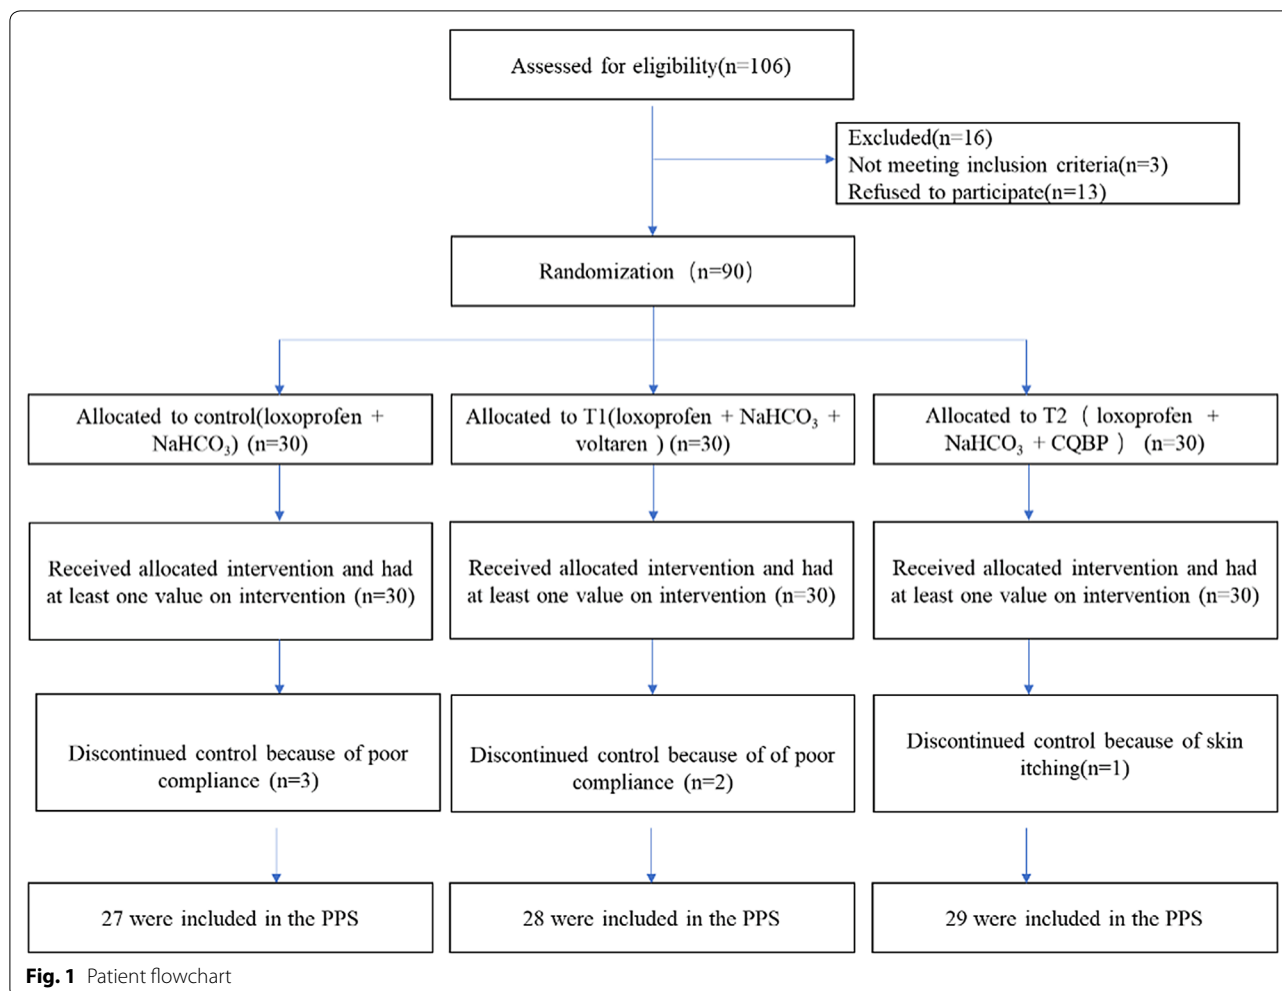 Assessed for eligibility(n=106)
Excluded(n=16)
Not meeting inclusion criteria(n=3)
Refused to participate(n=13)
Randomization (n=90)
Allocated to control(loxoprofen +
NaHCO₃) (n=30)
Allocated to T1(loxoprofen + NaHCO₃ +
voltaren ) (n=30)
Allocated to T2 ( loxoprofen +
NaHCO₃ + CQBP ) (n=30)
Received allocated intervention and had
at least one value on intervention (n=30)
Received allocated intervention and had
at least one value on intervention (n=30)
Received allocated intervention and had
at least one value on intervention (n=30)
Discontinued control because of poor
compliance (n=3)
Discontinued control because of of poor
compliance (n=2)
Discontinued control because of skin
itching(n=1)
27 were included in the PPS
28 were included in the PPS
29 were included in the PPS
Fig. 1 Patient flowchart